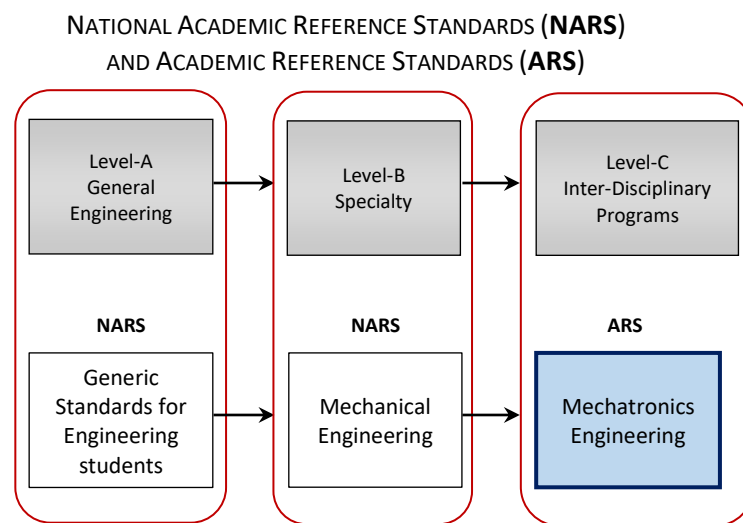 NATIONAL ACADEMIC REFERENCE STANDARDS (NARS)
AND ACADEMIC REFERENCE STANDARDS (ARS)
Level-A
General
Engineering
Level-B
Specialty
Level-C
Inter-Disciplinary
Programs
NARS
NARS
ARS
Generic
Standards for
Engineering
students
Mechanical
Engineering
Mechatronics
Engineering